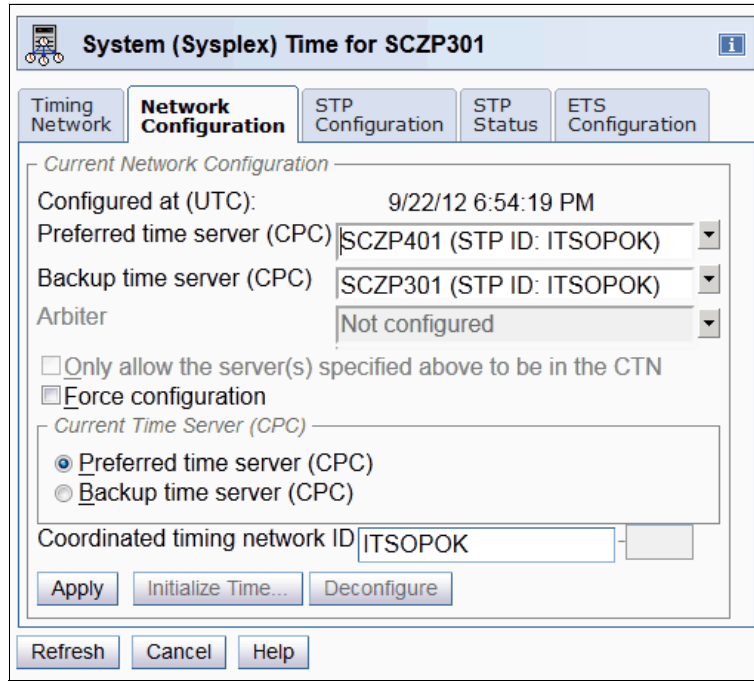 System (Sysplex) Time for SCZP301
i
Timing Network
Network Configuration
STP Configuration
STP Status
ETS Configuration
Current Network Configuration
Configured at (UTC): 9/22/12 6:54:19 PM
Preferred time server (CPC) SCZP401 (STP ID: ITSOPOK)
Backup time server (CPC) SCZP301 (STP ID: ITSOPOK)
Arbiter Not configured
Only allow the server(s) specified above to be in the CTN
Force configuration
Current Time Server (CPC)
Preferred time server (CPC)
Backup time server (CPC)
Coordinated timing network ID ITSOPOK -
Apply Initialize Time... Deconfigure
Refresh Cancel Help